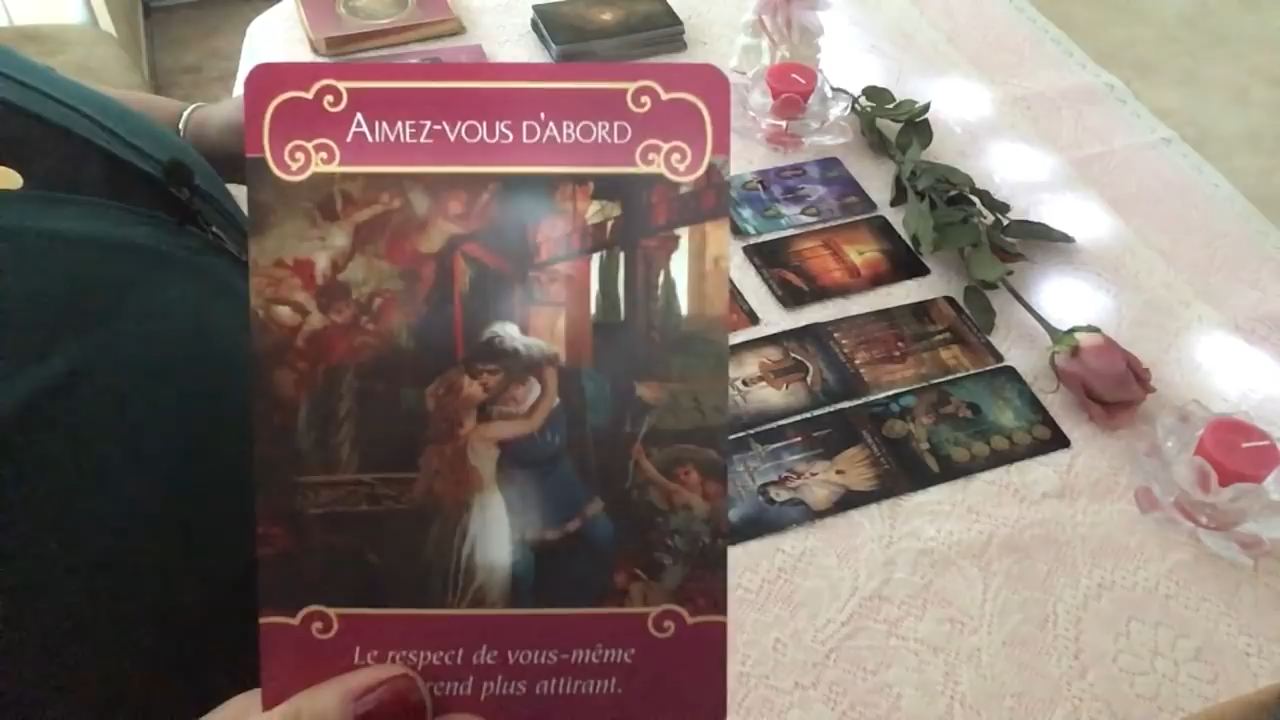 AIMEZ-VOUS D'ABORD
Le respect de vous-même
rend plus attirant.